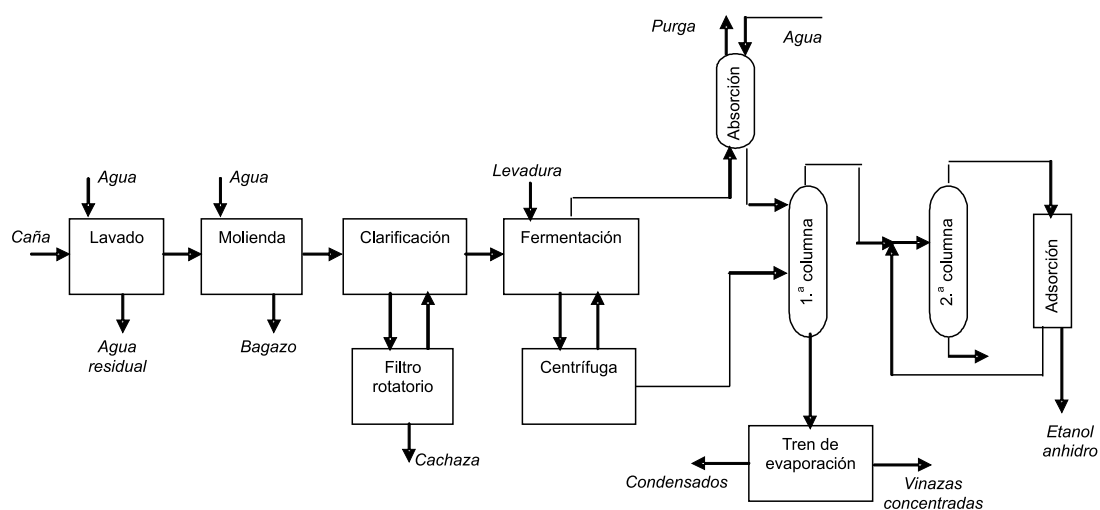 Purga
Agua
Absorción
Caña
Agua
Lavado
Agua
residual
Agua
Molienda
Bagazo
Clarificación
Filtro
rotatorio
Cachaza
Levadura
Fermentación
Centrífuga
1.ª columna
2.ª columna
Adsorción
Etanol
anhidro
Tren de
evaporación
Condensados
Vinazas
concentradas